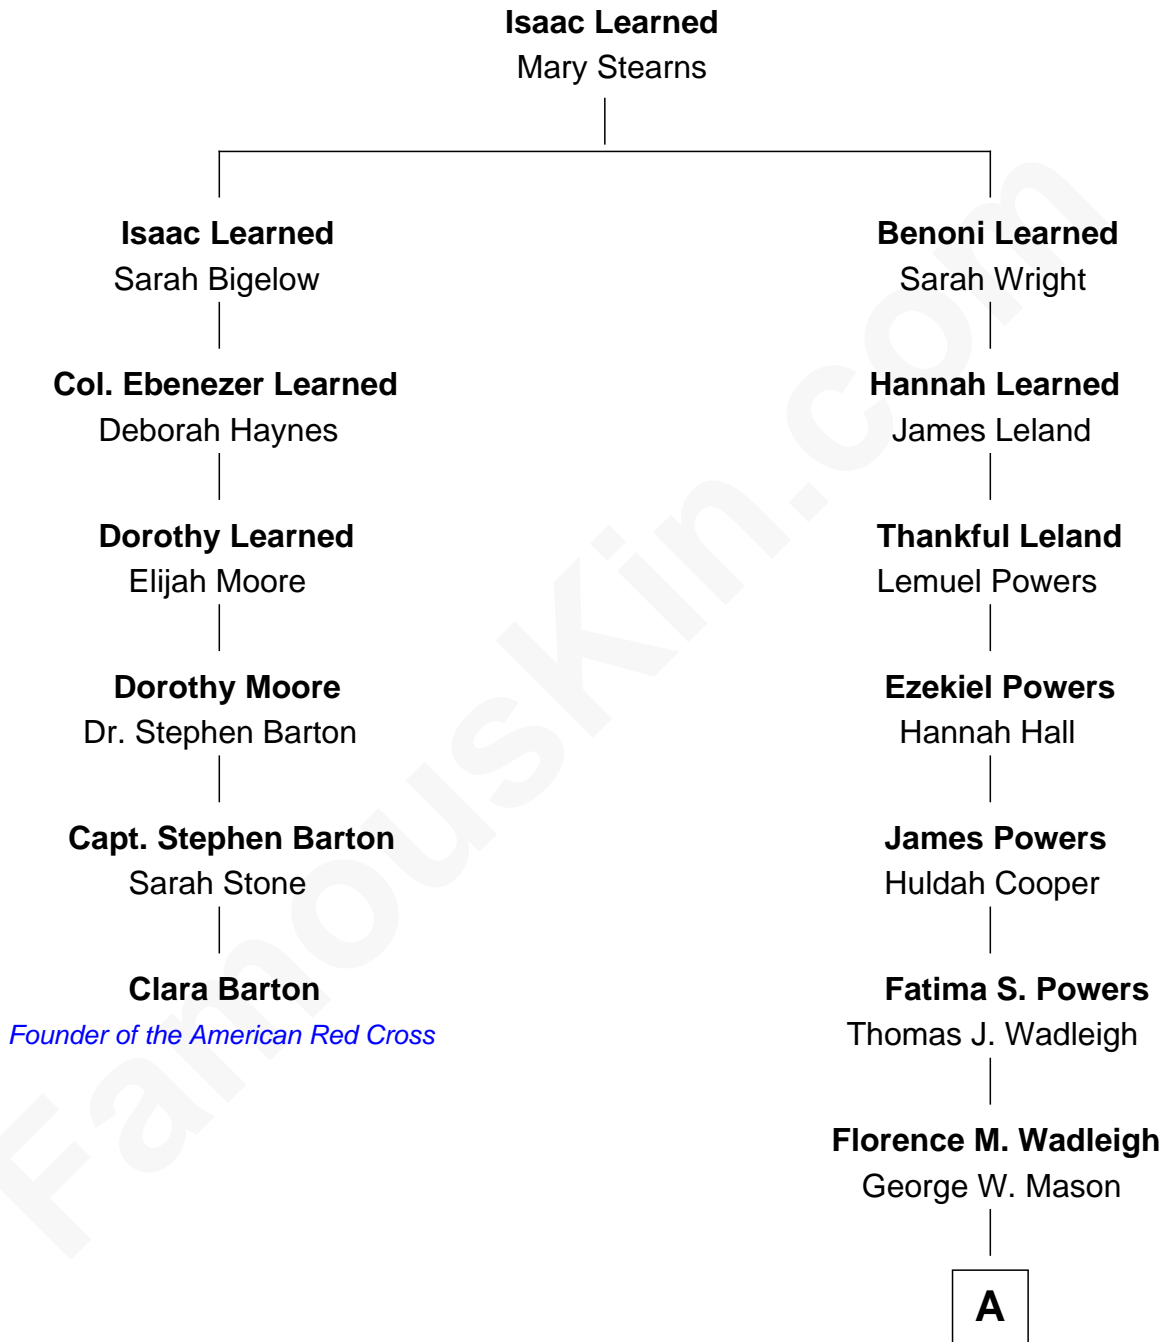 Isaac Learned
Mary Stearns
Isaac Learned
Sarah Bigelow
Col. Ebenezer Learned
Deborah Haynes
Dorothy Learned
Elijah Moore
Dorothy Moore
Dr. Stephen Barton
Capt. Stephen Barton
Sarah Stone
Clara Barton
Founder of the American Red Cross
Benoni Learned
Sarah Wright
Hannah Learned
James Leland
Thankful Leland
Lemuel Powers
Ezekiel Powers
Hannah Hall
James Powers
Huldah Cooper
Fatima S. Powers
Thomas J. Wadleigh
Florence M. Wadleigh
George W. Mason
A
FamousKin.com